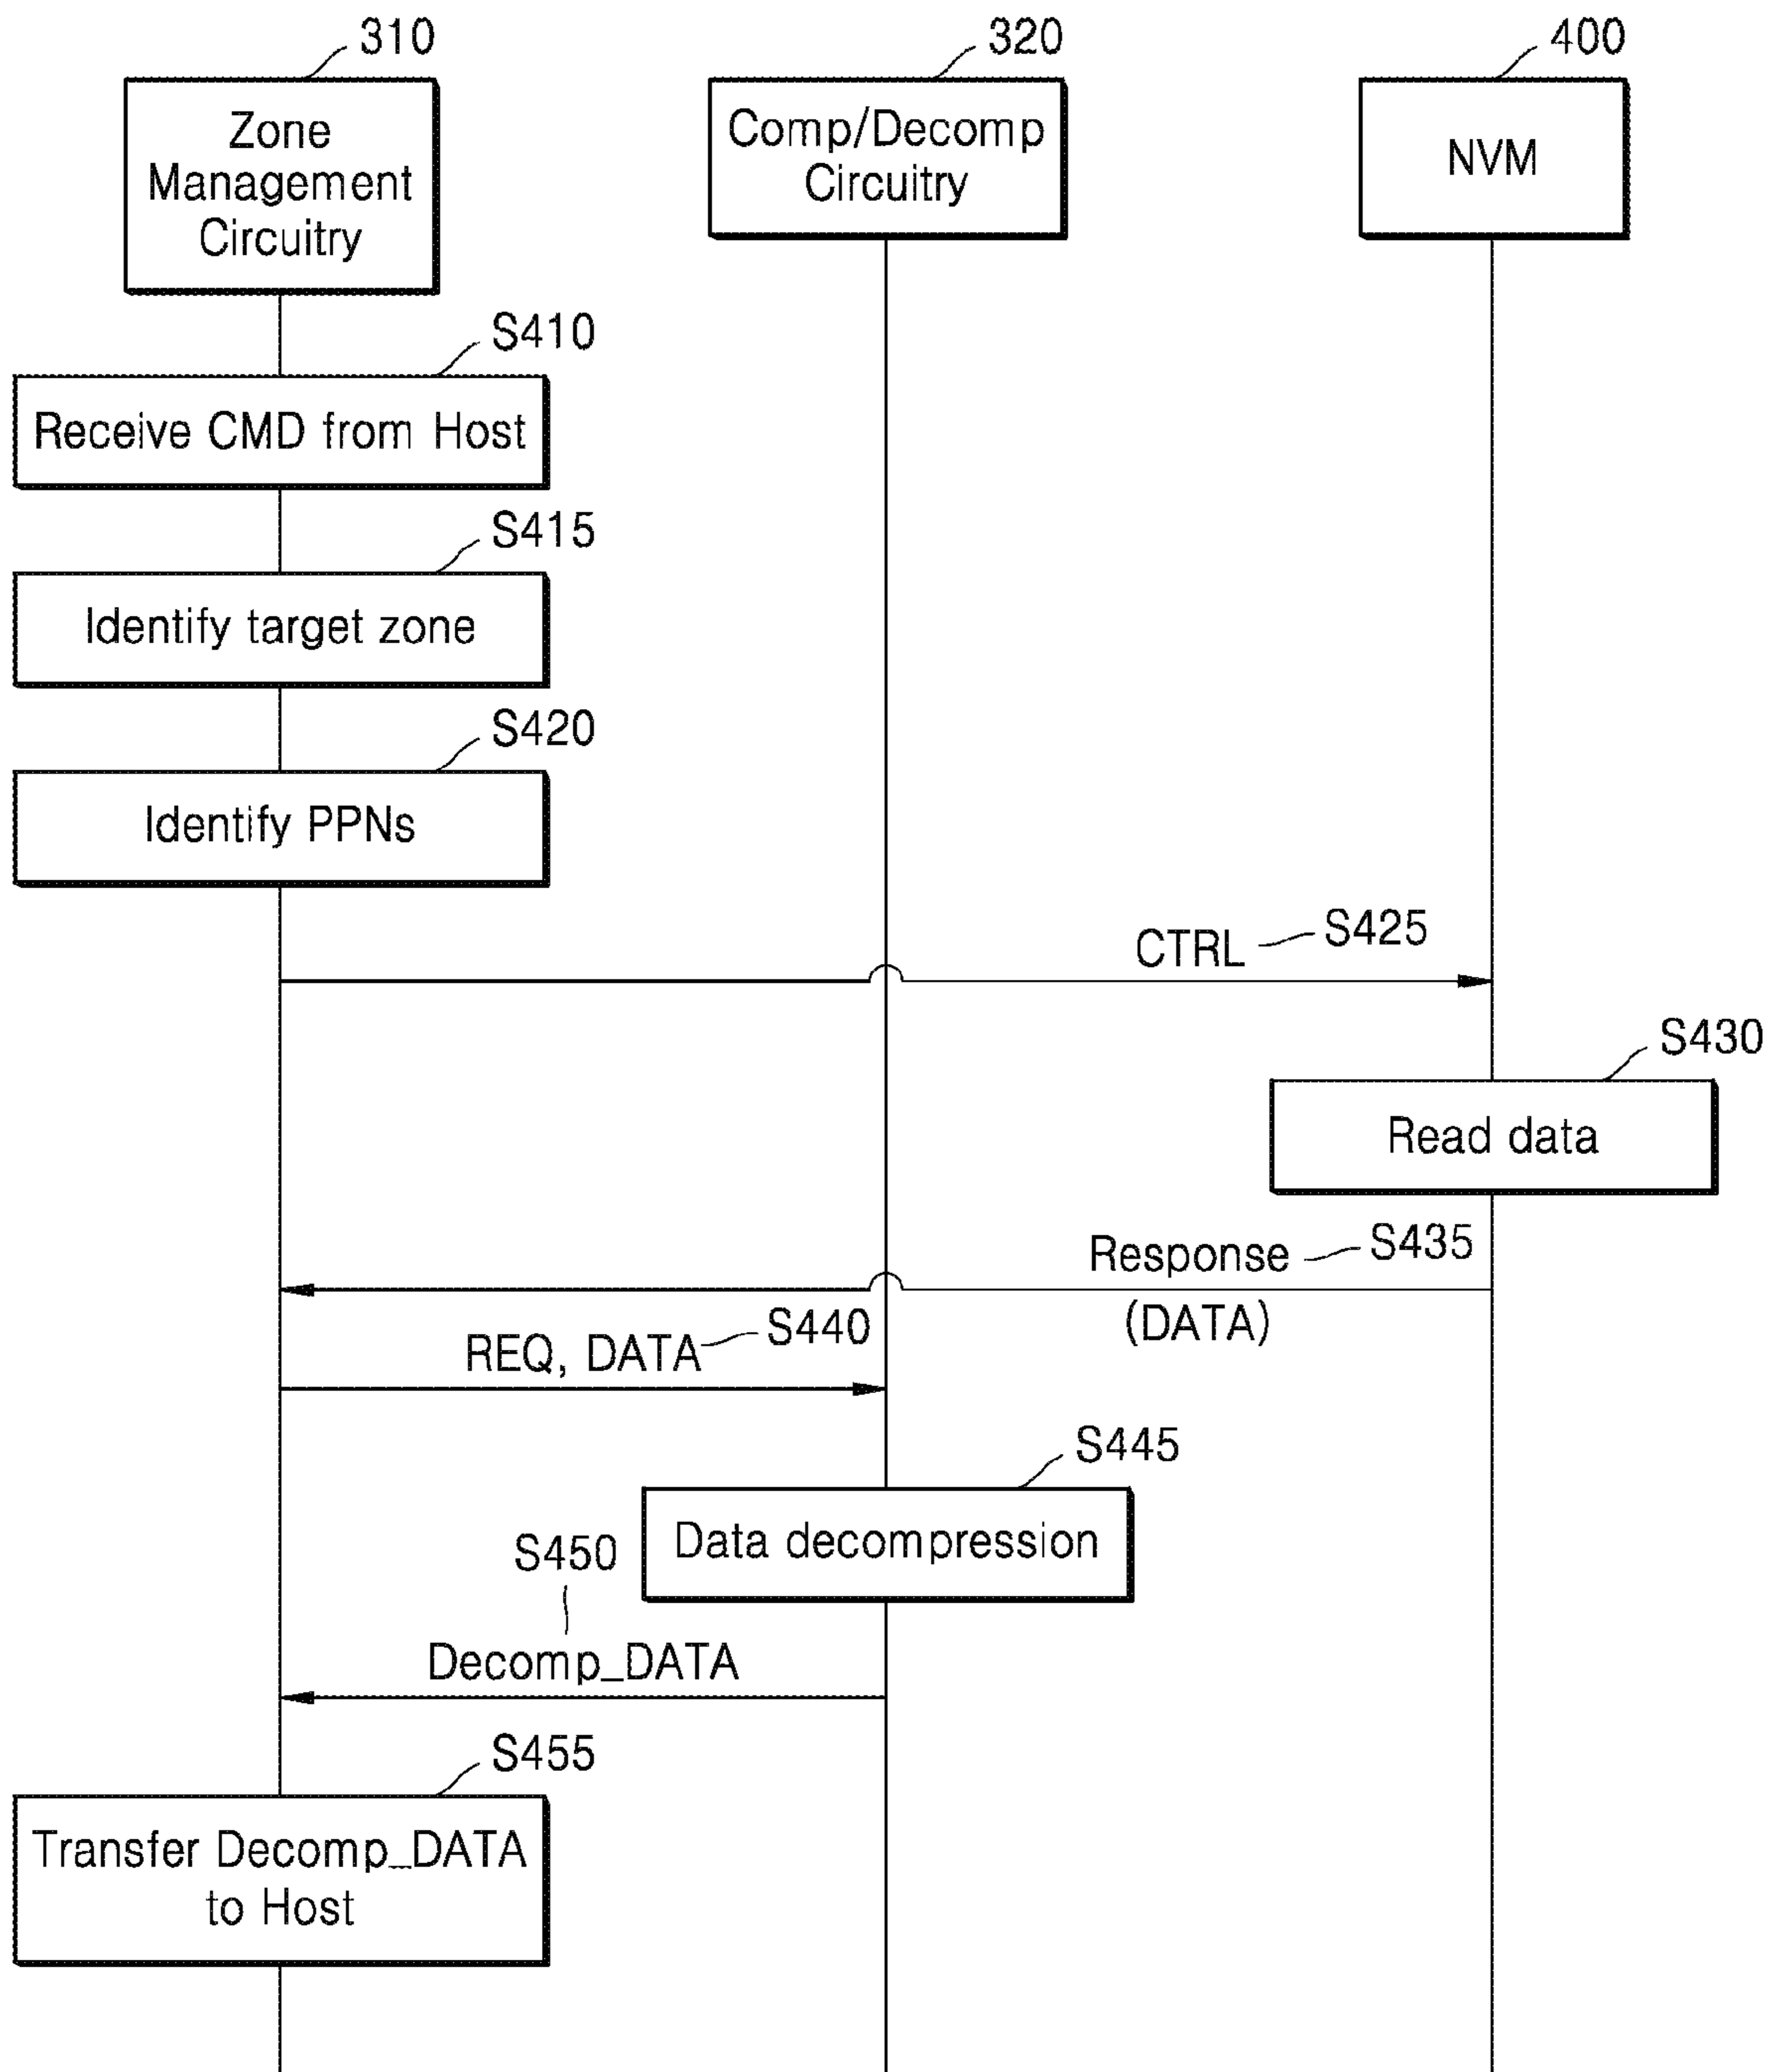 310
320
400
Zone
Management
Circuitry
Comp/Decomp
Circuitry
NVM
S410
Receive CMD from Host
S415
Identify target zone
S420
Identify PPNs
CTRL
S425
S430
Read data
Response
S435
(DATA)
REQ, DATA
S440
S445
Data decompression
S450
Decomp_DATA
S455
Transfer Decomp_DATA
to Host